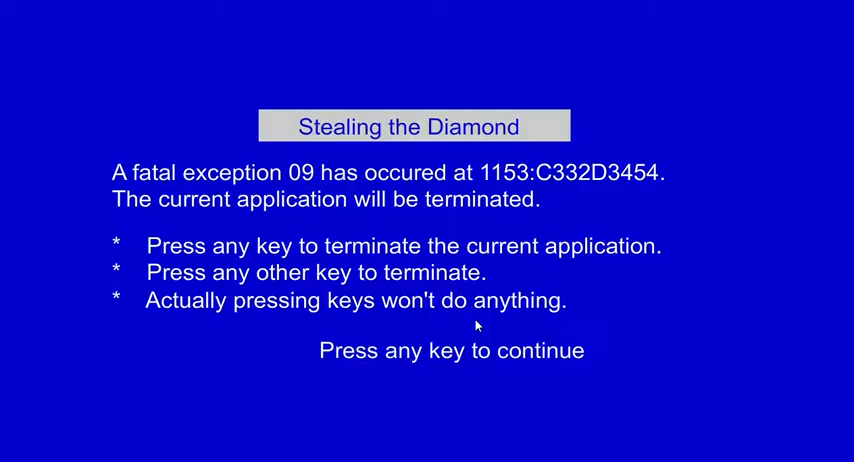 Stealing the Diamond
A fatal exception 09 has occured at 1153:C332D3454.
The current application will be terminated.
* Press any key to terminate the current application.
* Press any other key to terminate.
* Actually pressing keys won't do anything.
Press any key to continue